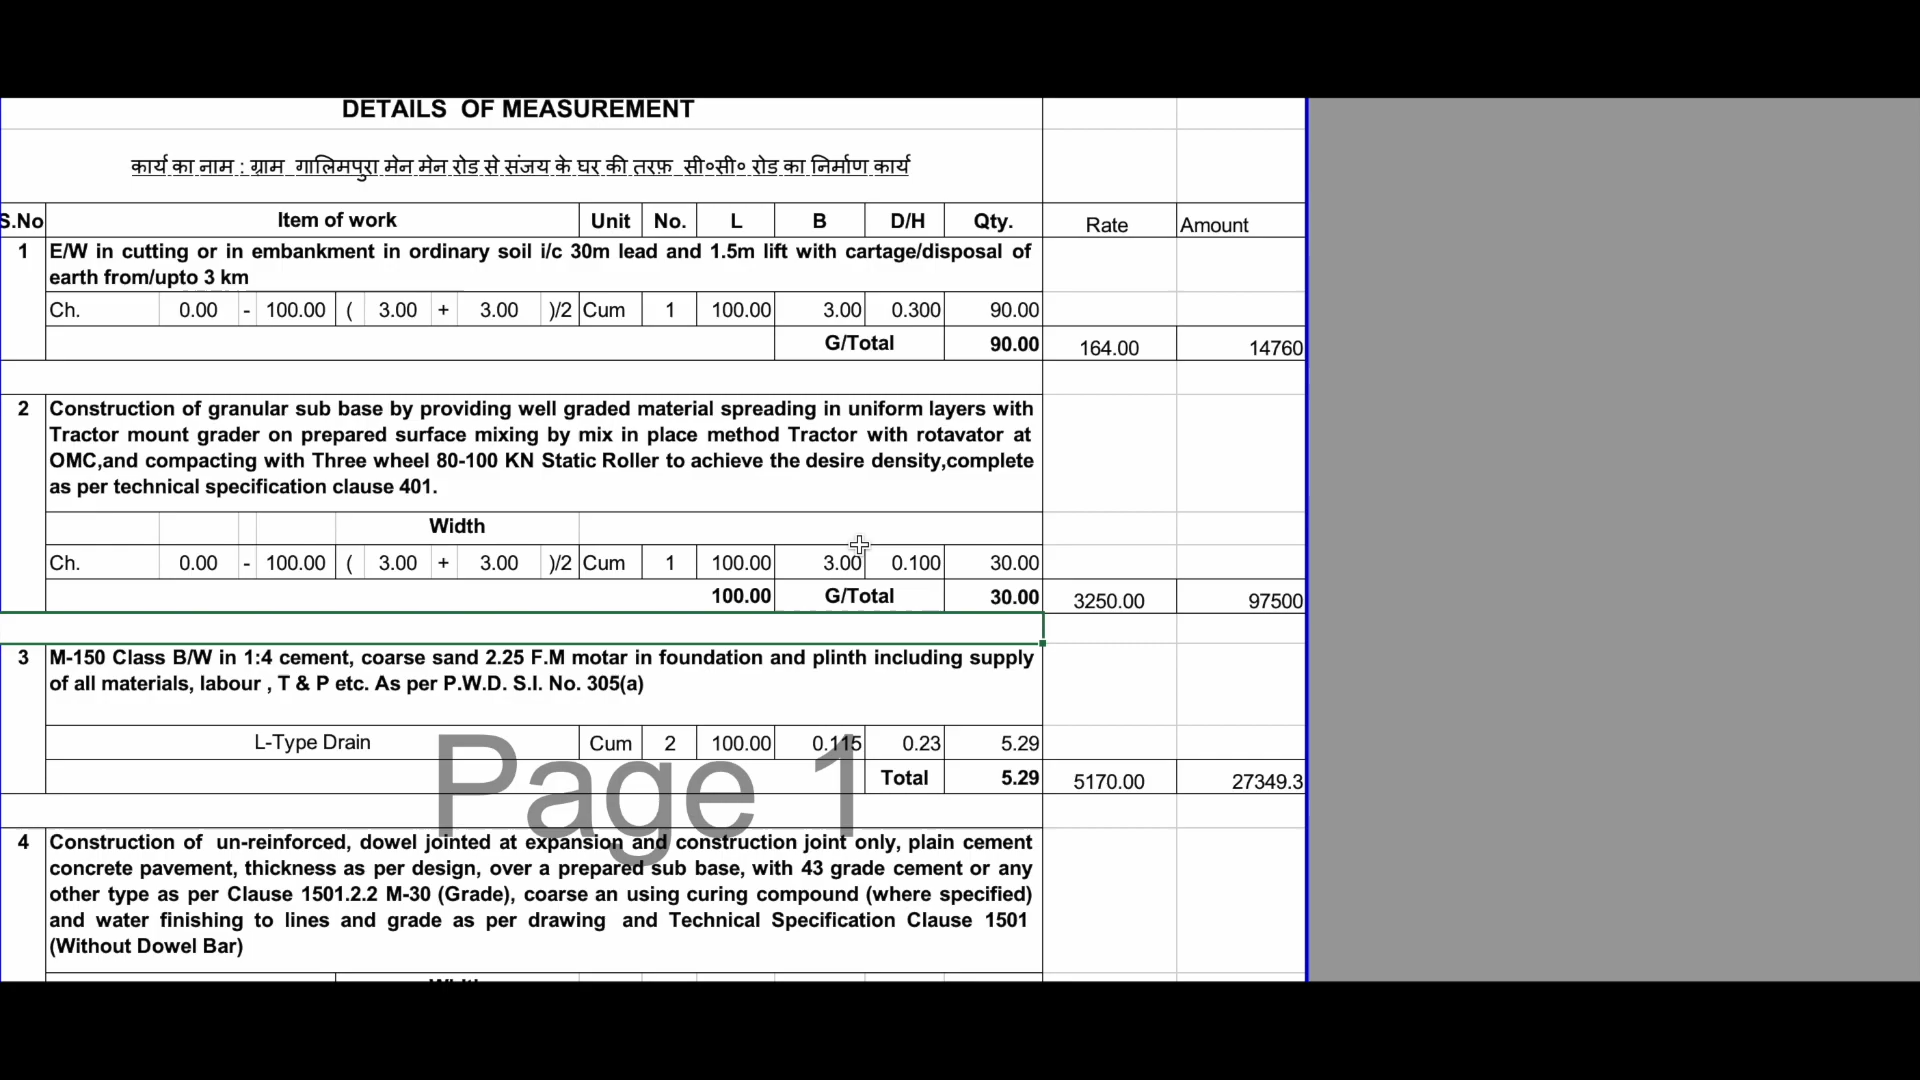 DETAILS OF MEASUREMENT
कार्य का नाम : ग्राम गालिमपुरा मेन मेन रोड से संजय के घर की तरफ़ सी०सी० रोड का निर्माण कार्य
S.No Item of work Unit No. L B D/H Qty. Rate Amount
1 E/W in cutting or in embankment in ordinary soil i/c 30m lead and 1.5m lift with cartage/disposal of
earth from/upto 3 km
Ch. 0.00 - 100.00 ( 3.00 + 3.00 )/2 Cum 1 100.00 3.00 0.300 90.00
G/Total 90.00 164.00 14760
2 Construction of granular sub base by providing well graded material spreading in uniform layers with
Tractor mount grader on prepared surface mixing by mix in place method Tractor with rotavator at
OMC,and compacting with Three wheel 80-100 KN Static Roller to achieve the desire density,complete
as per technical specification clause 401.
Width
Ch. 0.00 - 100.00 ( 3.00 + 3.00 )/2 Cum 1 100.00 3.00 0.100 30.00
100.00 G/Total 30.00 3250.00 97500
3 M-150 Class B/W in 1:4 cement, coarse sand 2.25 F.M motar in foundation and plinth including supply
of all materials, labour , T & P etc. As per P.W.D. S.I. No. 305(a)
L-Type Drain Cum 2 100.00 0.115 0.23 5.29
Total 5.29 5170.00 27349.3
Page 1
4 Construction of un-reinforced, dowel jointed at expansion and construction joint only, plain cement
concrete pavement, thickness as per design, over a prepared sub base, with 43 grade cement or any
other type as per Clause 1501.2.2 M-30 (Grade), coarse an using curing compound (where specified)
and water finishing to lines and grade as per drawing and Technical Specification Clause 1501
(Without Dowel Bar)